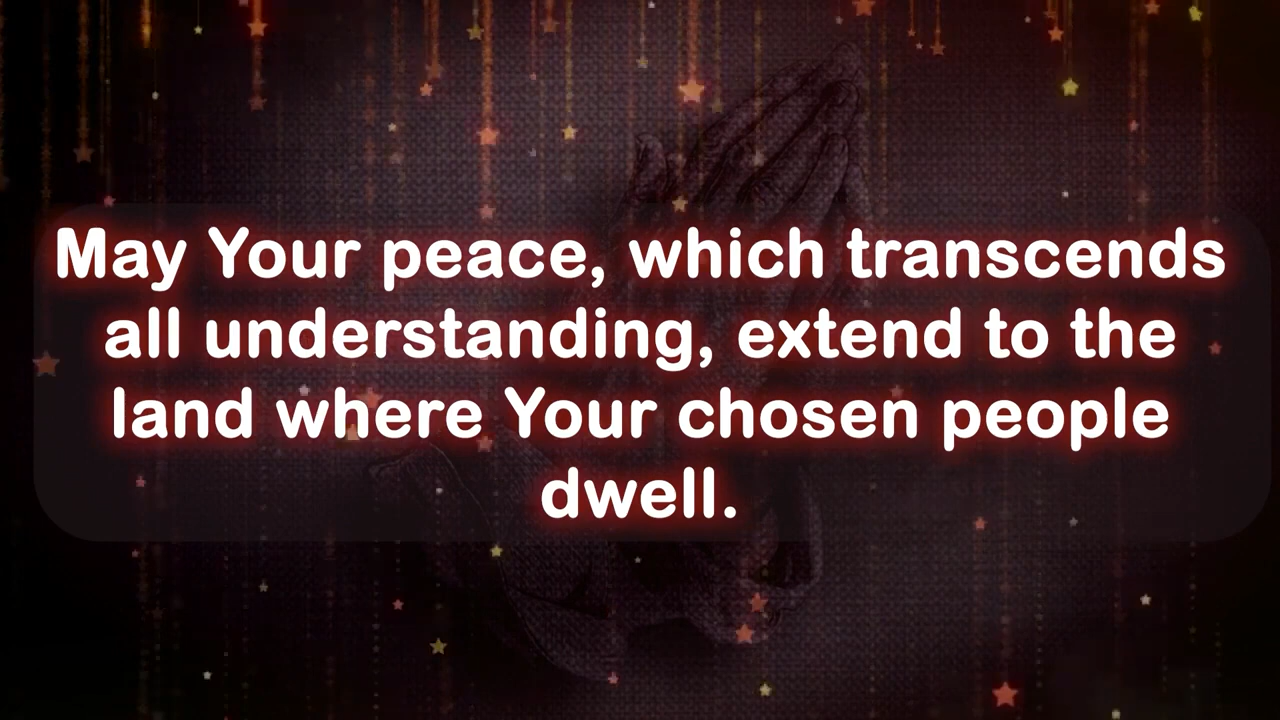 May Your peace, which transcends
all understanding, extend to the
land where Your chosen people
dwell.